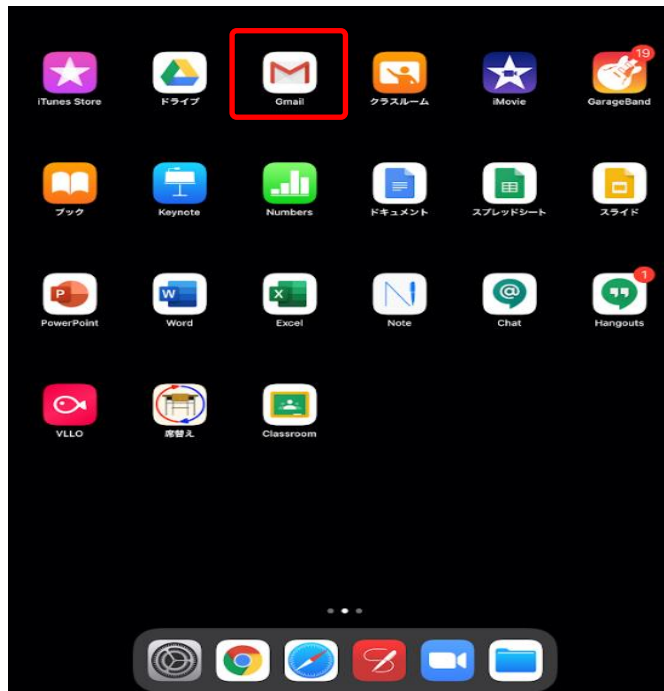 19
iTunes Store ドライブ Gmail クラスルーム iMovie GarageBand
ブック Keynote Numbers ドキュメント スプレッドシート スライド
1
P W X
PowerPoint Word Excel Note Chat Hangouts
VLLO 席替え Classroom